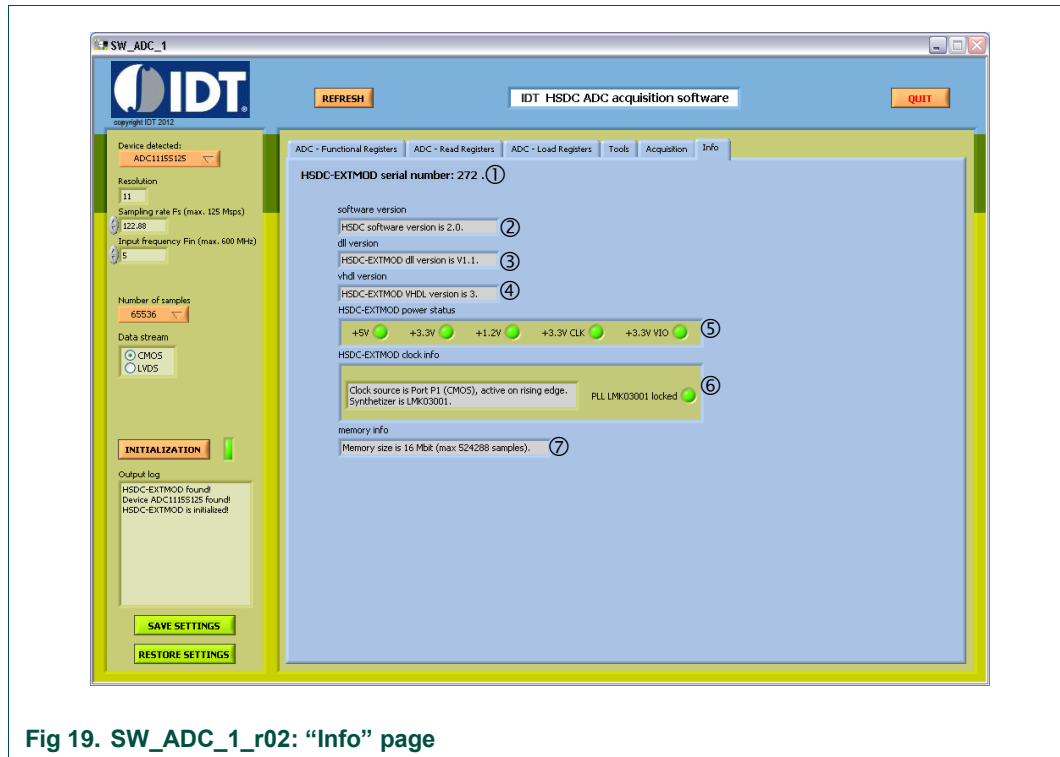 SW_ADC_1
IDT®
copyright IDT 2012
REFRESH
IDT HSDC ADC acquisition software
QUIT
Device detected:
ADC1115S125
Resolution
11
Sampling rate Fs (max. 125 Msps)
122.88
Input frequency Fin (max. 600 MHz)
5
Number of samples
65536
Data stream
CMOS
LVDS
INITIALIZATION
Output log
HSDC-EXTMOD found!
Device ADC1115S125 found!
HSDC-EXTMOD is initialized!
SAVE SETTINGS
RESTORE SETTINGS
ADC - Functional Registers ADC - Read Registers ADC - Load Registers Tools Acquisition Info
HSDC-EXTMOD serial number: 272 . ①
software version
HSDC software version is 2.0. ②
dll version
HSDC-EXTMOD dll version is V1.1. ③
vhdl version
HSDC-EXTMOD VHDL version is 3. ④
HSDC-EXTMOD power status
+5V +3.3V +1.2V +3.3V CLK +3.3V VIO ⑤
HSDC-EXTMOD clock info
Clock source is Port P1 (CMOS), active on rising edge.
Synthetizer is LMK03001.
PLL LMK03001 locked ⑥
memory info
Memory size is 16 Mbit (max 524288 samples). ⑦
Fig 19. SW_ADC_1_r02: “Info” page